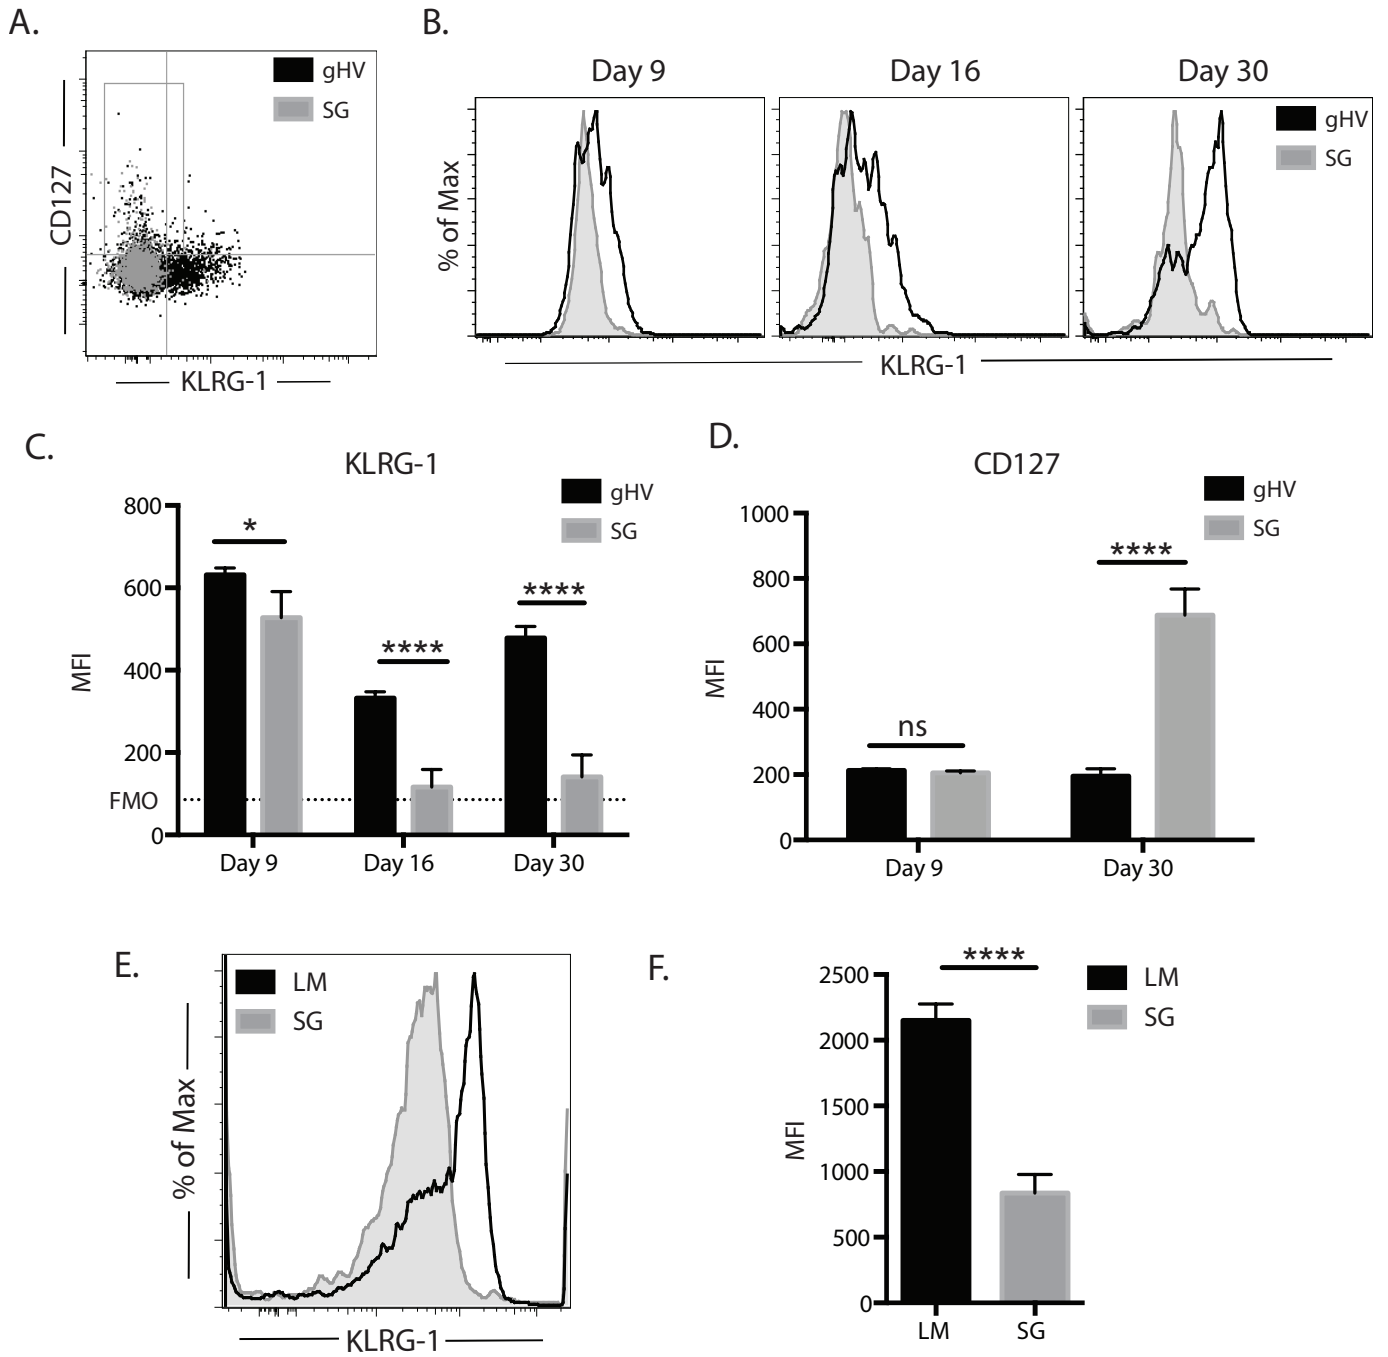 A.
gHV
SG
CD127
KLRG-1
B.
Day 9
Day 16
Day 30
gHV
SG
% of Max
KLRG-1
C.
KLRG-1
gHV
SG
800
600
400
200
0
FMO
MFI
*
****
****
Day 9
Day 16
Day 30
D.
CD127
gHV
SG
1000
800
600
400
200
0
MFI
ns
****
Day 9
Day 30
E.
LM
SG
% of Max
KLRG-1
F.
****
LM
SG
2500
2000
1500
1000
500
0
MFI
LM
SG